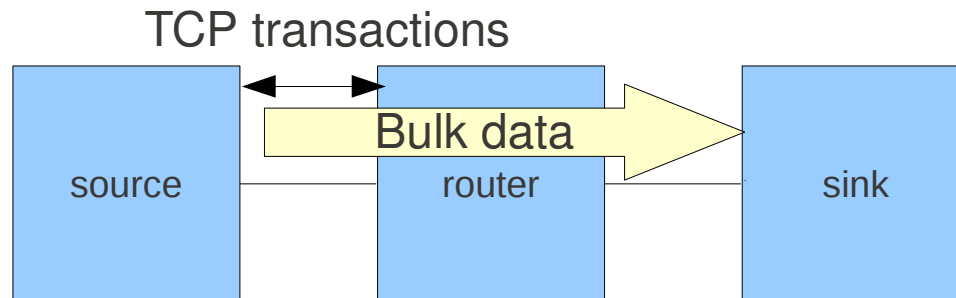 TCP transactions
Bulk data
source
router
sink